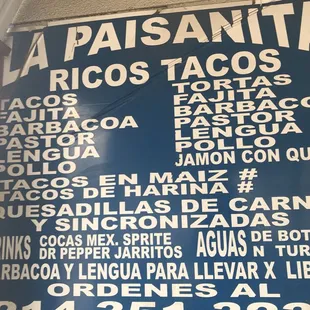 LA PAISANIT
RICOS TACOS
TACOS
FAJITA
BARBACOA
PASTOR
LENGUA
POLLO
TORTAS
FAJITA
BARBACO
PASTOR
LENGUA
POLLO
JAMON CON QU
TACOS EN MAIZ #
TACOS DE HARINA #
QUESADILLAS DE CARN
Y SINCRONIZADAS
RINKS COCAS MEX. SPRITE
DR PEPPER JARRITOS
AGUAS DE BOT
N TUR
RBACOA Y LENGUA PARA LLEVAR X LIB
ORDENES AL